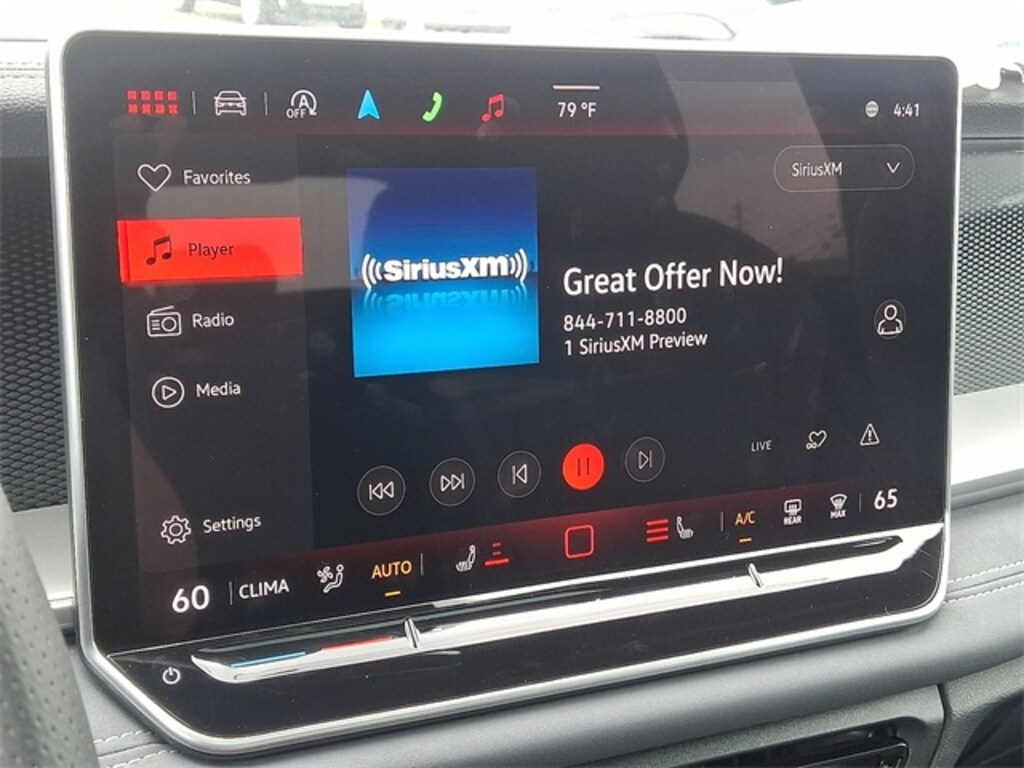 OFF
79 °F
4:41
Favorites
SiriusXM
Player
((SiriusXM))
Great Offer Now!
844-711-8800
1 SiriusXM Preview
Radio
Media
LIVE
Settings
60
CLIMA
AUTO
A/C
REAR
MAX
65